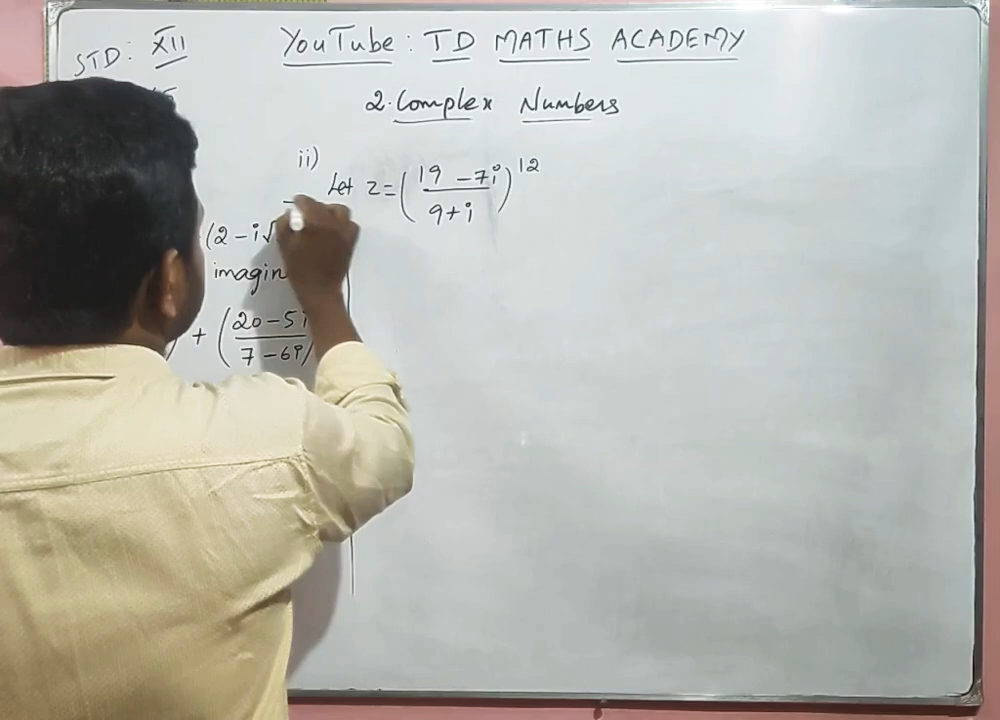 STD: XII YouTube: TD MATHS ACADEMY
2. Complex Numbers
ii)
Let z = (19 - 7i / 9 + i)^12
(2 - i√
imagin
) + (20 - 5i / 7 - 6i)